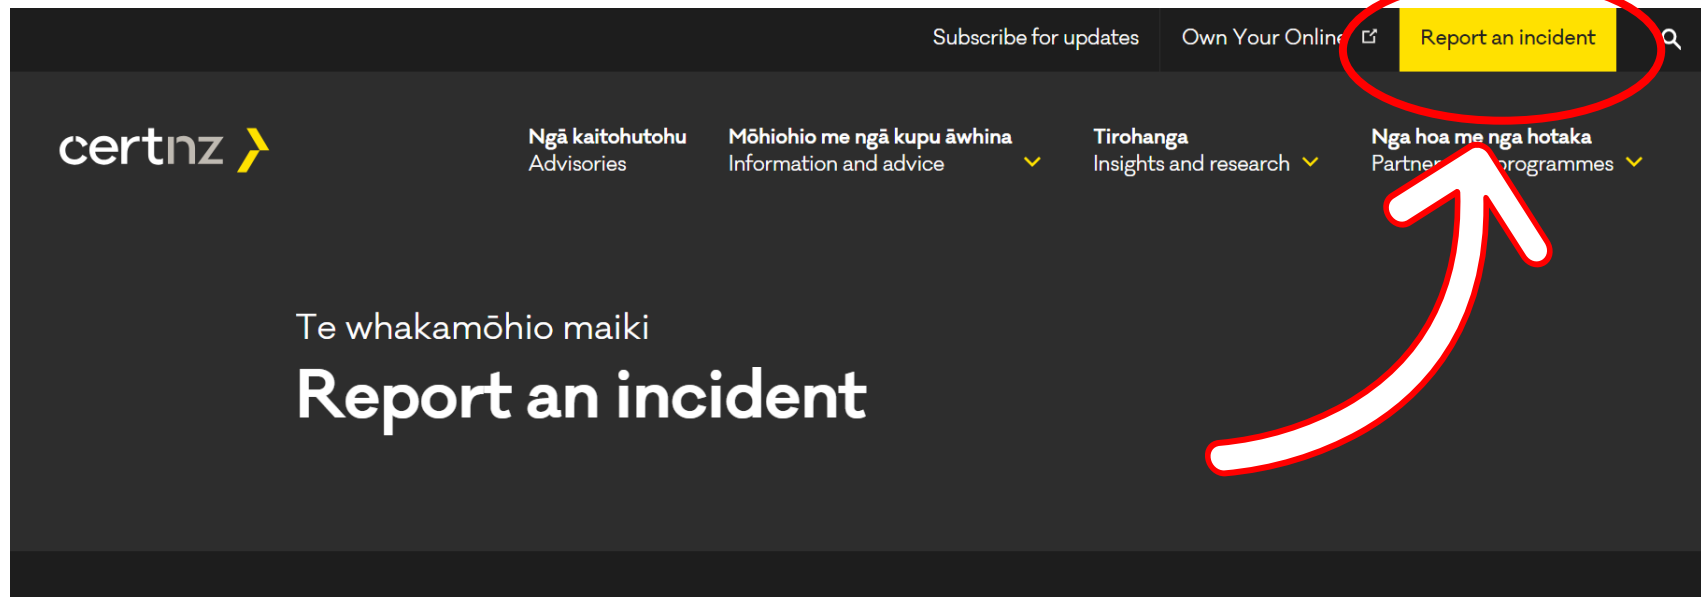 Subscribe for updates
Own Your Online
Report an incident
certnz
Ngā kaitohutohu
Advisories
Mōhiohio me ngā kupu āwhina
Information and advice
Tirohanga
Insights and research
Nga hoa me nga hotaka
Partner programmes
Te whakamōhio maiki
Report an incident